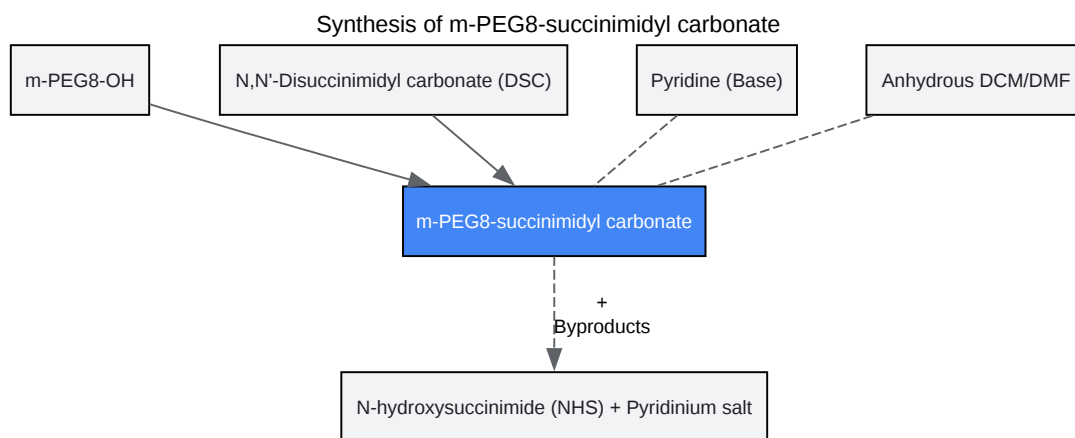 Synthesis of m-PEG8-succinimidyl carbonate
m-PEG8-OH
N,N'-Disuccinimidyl carbonate (DSC)
Pyridine (Base)
Anhydrous DCM/DMF
m-PEG8-succinimidyl carbonate
+
Byproducts
N-hydroxysuccinimide (NHS) + Pyridinium salt